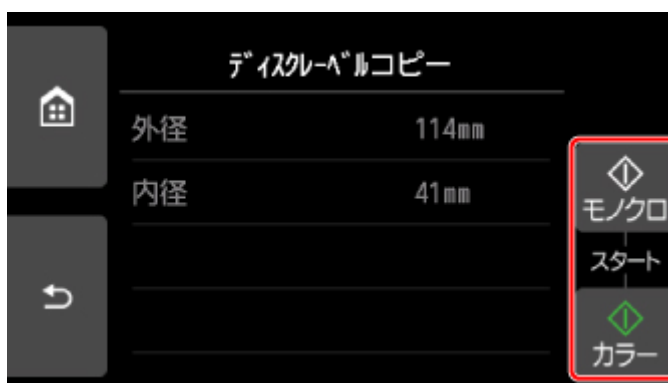 ディスクレーベルコピー
外径 114mm
内径 41mm
モノクロ
スタート
カラー